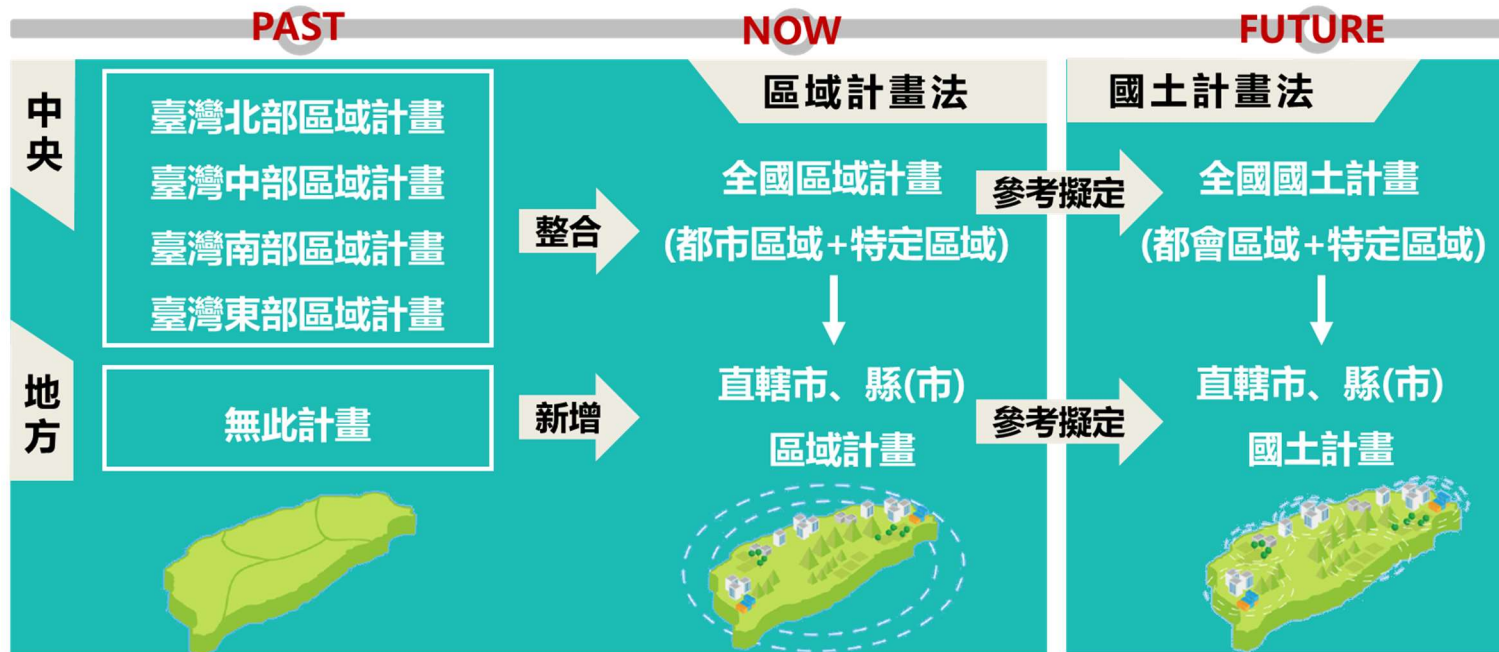 PAST
NOW
FUTURE
中央
臺灣北部區域計畫
臺灣中部區域計畫
臺灣南部區域計畫
臺灣東部區域計畫
地方
無此計畫
整合
新增
區域計畫法
全國區域計畫
(都市區域+特定區域)
直轄市、縣(市)
區域計畫
參考擬定
參考擬定
國土計畫法
全國國土計畫
(都會區域+特定區域)
直轄市、縣(市)
國土計畫